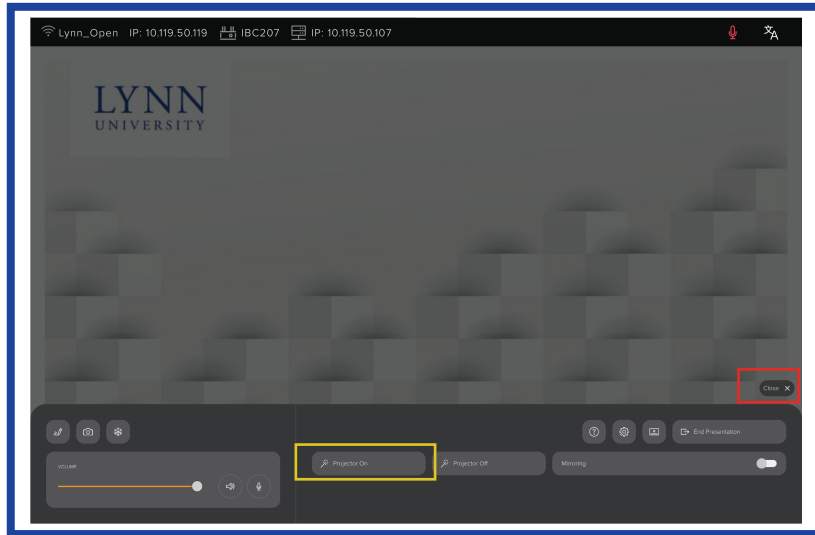 Lynn_Open IP: 10.119.50.119 IBC207 IP: 10.119.50.107
LYNN
UNIVERSITY
Close X
End Presentation
VOLUME
Projector On
Projector Off
Mirroring